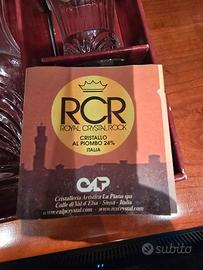 RCR
ROYAL CRYSTAL ROCK
CRISTALLO
AL PIOMBO 24%
ITALIA
CALP
Cristalleria Artistica La Piana spa
Colle di Val d'Elsa - Siena - Italia
www.calpcrystal.com - www.rcrcrystal.com
subito